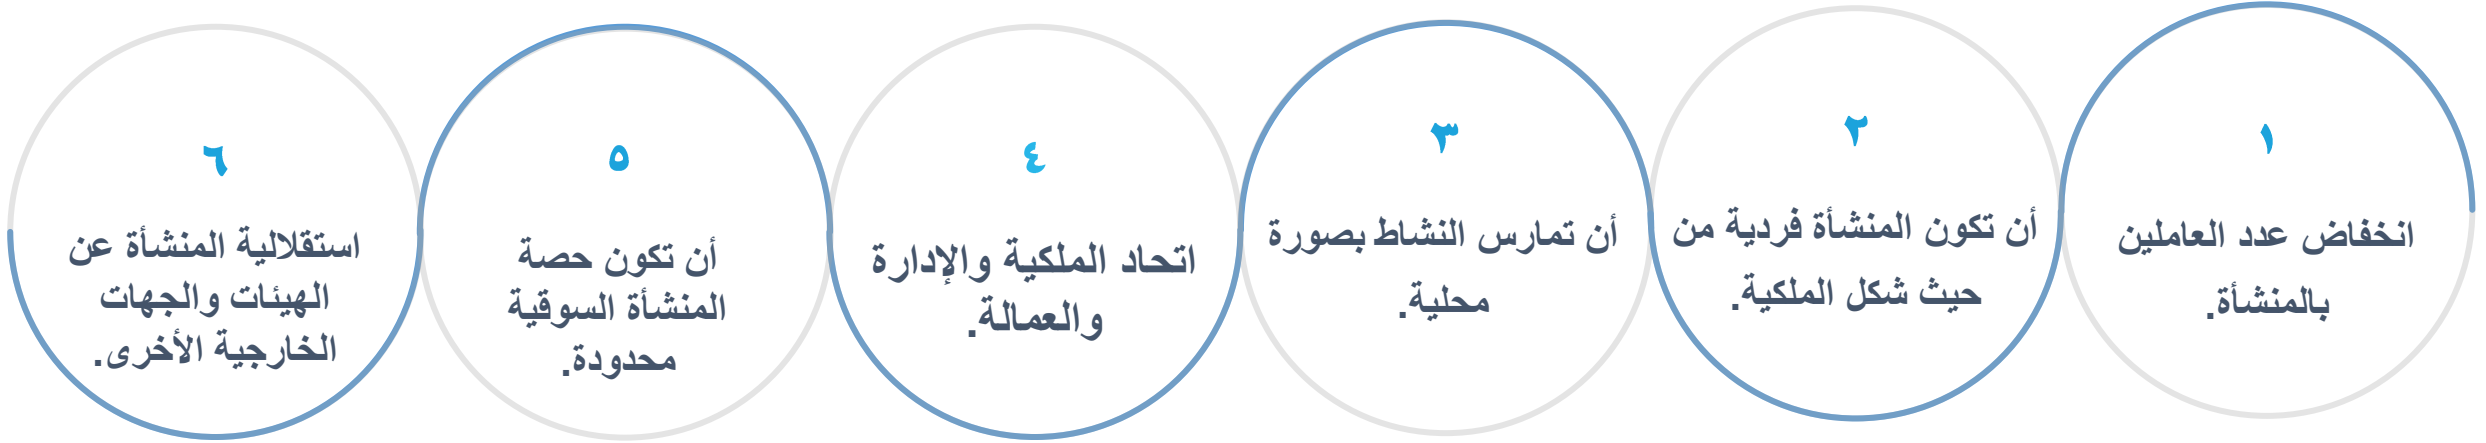 ١
انخفاض عدد العاملين
بالمنشأة.
٢
أن تكون المنشأة فردية من
حيث شكل الملكية.
٣
أن تمارس النشاط بصورة
محلية.
٤
اتحاد الملكية والإدارة
والعمالة.
٥
أن تكون حصة
المنشأة السوقية
محدودة.
٦
استقلالية المنشأة عن
الهيئات والجهات
الخارجية الأخرى.